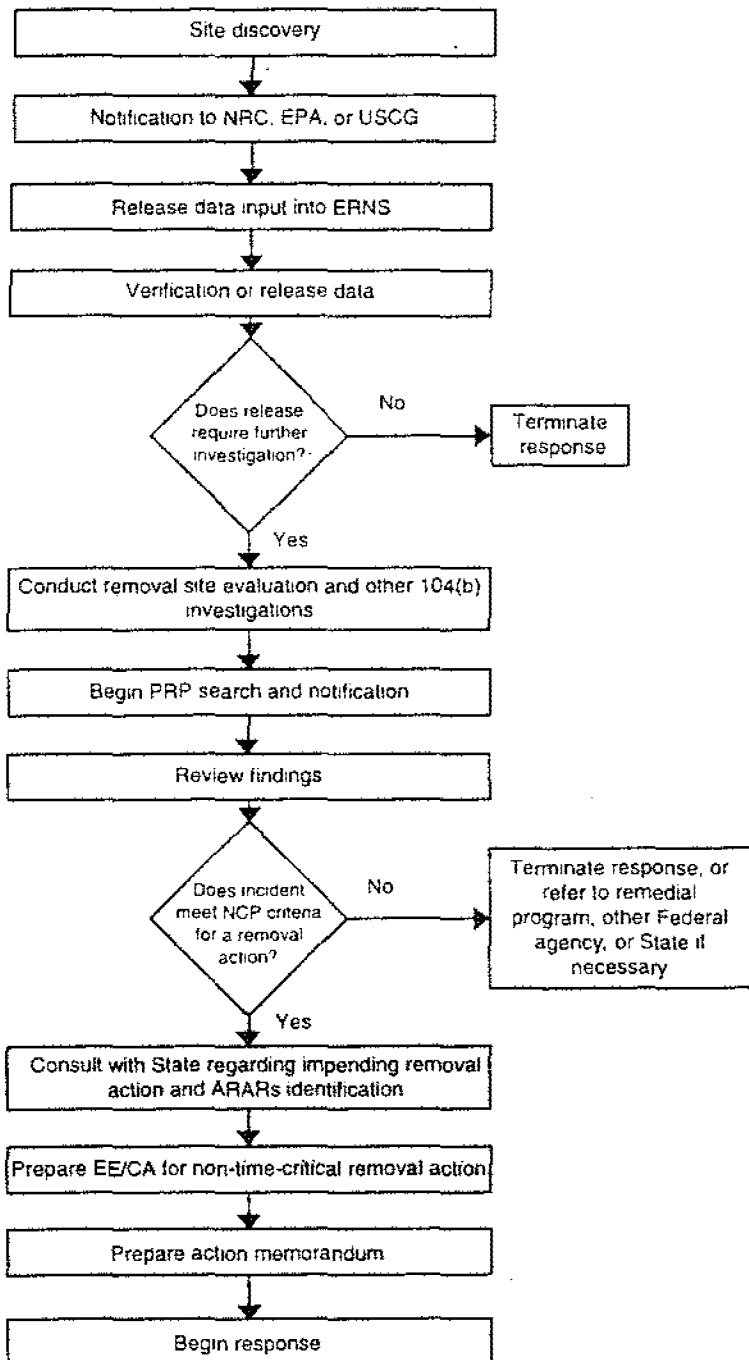 Site discovery
Notification to NRC, EPA, or USCG
Release data input into ERNS
Verification or release data
Does release
require further
investigation?
No
Terminate
response
Yes
Conduct removal site evaluation and other 104(b)
investigations
Begin PRP search and notification
Review findings
Does incident
meet NCP criteria
for a removal
action?
No
Terminate response, or
refer to remedial
program, other Federal
agency, or State if
necessary
Yes
Consult with State regarding impending removal
action and ARARs identification
Prepare EE/CA for non-time-critical removal action
Prepare action memorandum
Begin response